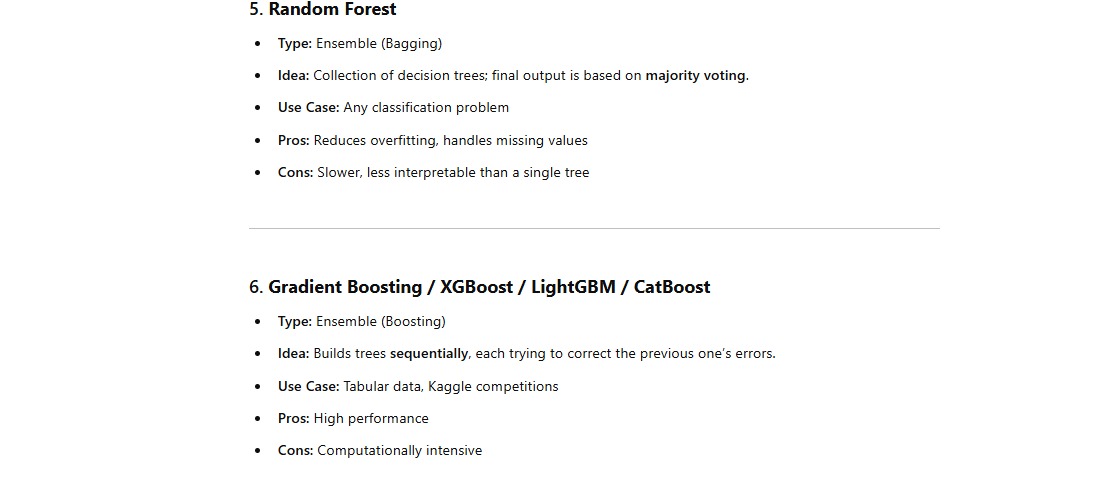 5. Random Forest
• Type: Ensemble (Bagging)
• Idea: Collection of decision trees; final output is based on majority voting.
• Use Case: Any classification problem
• Pros: Reduces overfitting, handles missing values
• Cons: Slower, less interpretable than a single tree
6. Gradient Boosting / XGBoost / LightGBM / CatBoost
• Type: Ensemble (Boosting)
• Idea: Builds trees sequentially, each trying to correct the previous one’s errors.
• Use Case: Tabular data, Kaggle competitions
• Pros: High performance
• Cons: Computationally intensive